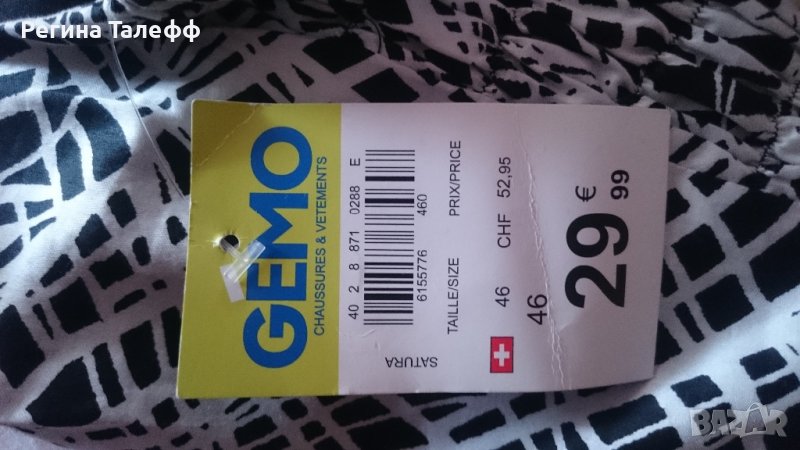 Регина Талефф
GEMO
CHAUSSURES & VETEMENTS
40 2 8 871 0288 E
6155776 460
SATURA
TAILLE/SIZE PRIX/PRICE
46 CHF 52,95
46
29 € 99
BAZAR